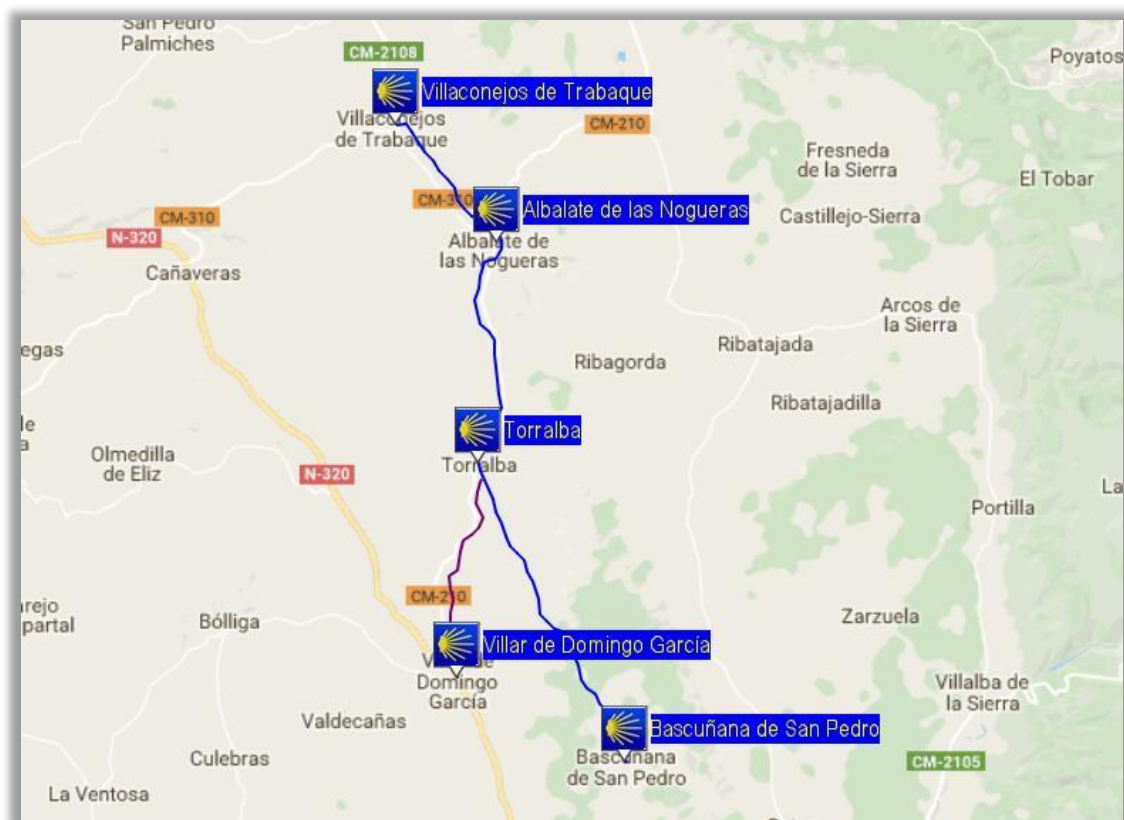 San Pedro
Palmiches
CM-2108
Poyatos
Villaconejos de Trabaque
Villaconejos
de Trabaque
CM-210
Fresneda
de la Sierra
El Tobar
CM-310
Albalate de las Nogueras
Castillejo-Sierra
CM-310
N-320
Albalate de
las Nogueras
Cañaveras
Arcos de
la Sierra
egas
Ribatajada
Ribagorda
Ribatajadilla
Torralba
Olmedilla
de Eliz
Torralba
N-320
La
Portilla
CM-210
arejo
partal
Bólliga
Zarzuela
Villar de Domingo García
Domingo
García
Villalba de
la Sierra
Valdecañas
Bascuñana de San Pedro
Culebras
Bascuñana
de San Pedro
CM-2105
La Ventosa